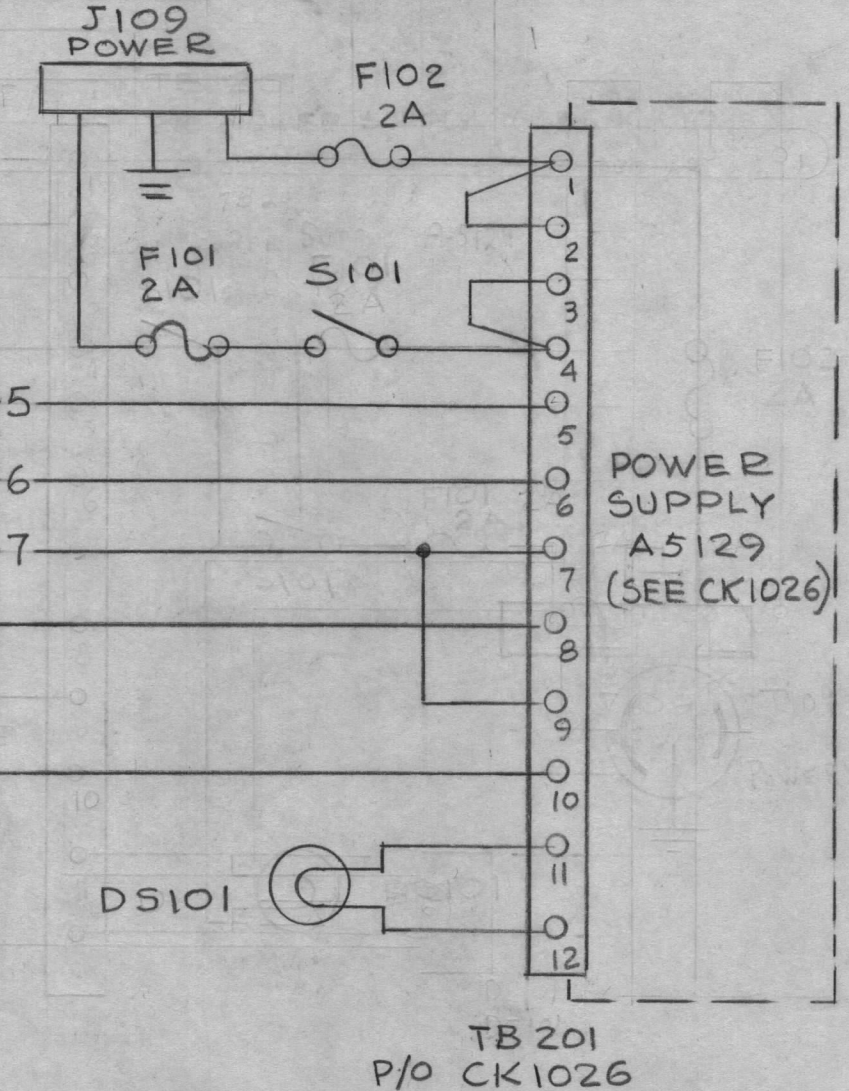 J109
POWER
F102
2A
1
2
F101
2A
S101
3
4
5
5
6
6
7
7
POWER
SUPPLY
A5129
(SEE CK1026)
8
9
10
11
DS101
12
TB 201
P/O CK1026